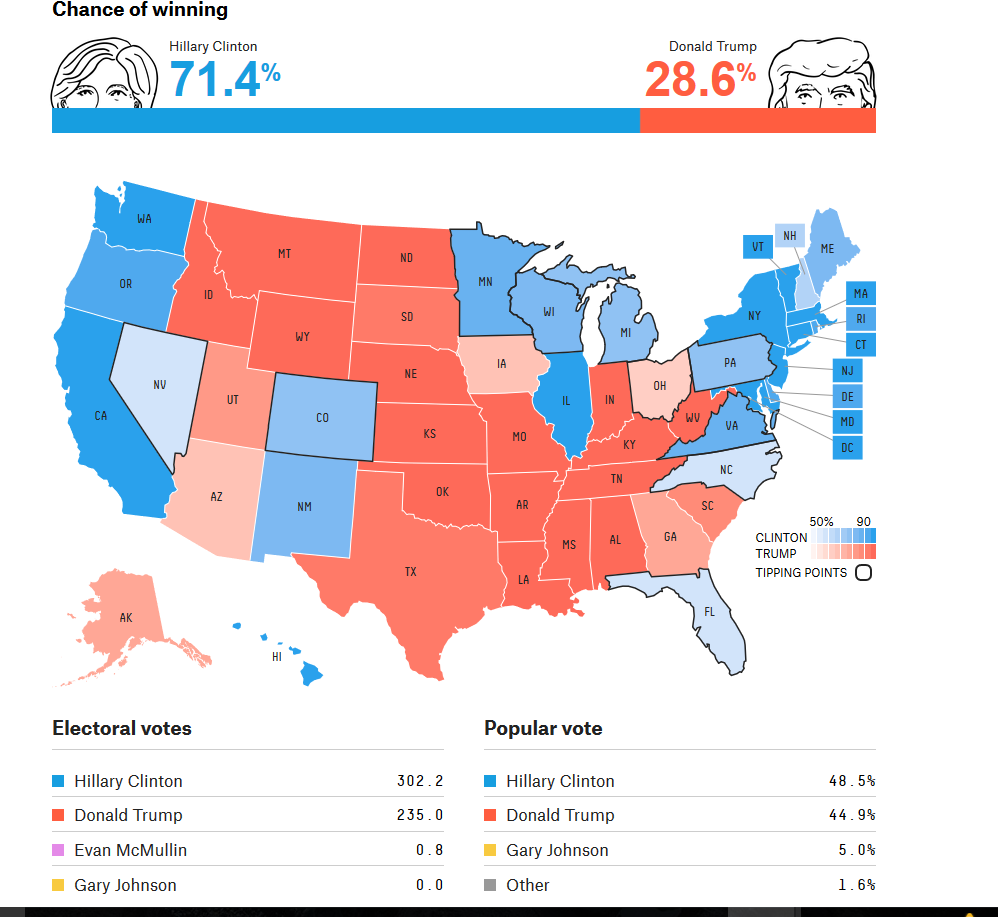 Chance of winning
Hillary Clinton
71.4%
Donald Trump
28.6%
WA
MT
ND
MN
VT
NH
ME
OR
ID
SD
WI
MI
NY
MA
RI
CT
WY
IA
PA
NJ
NV
UT
NE
OH
DE
CA
CO
IL
IN
WV
VA
MD
KS
MO
KY
DC
AZ
NM
OK
AR
TN
NC
SC
MS
AL
GA
TX
LA
FL
AK
HI
50% 90
CLINTON
TRUMP
TIPPING POINTS
Electoral votes
Hillary Clinton 302.2
Donald Trump 235.0
Evan McMullin 0.8
Gary Johnson 0.0
Popular vote
Hillary Clinton 48.5%
Donald Trump 44.9%
Gary Johnson 5.0%
Other 1.6%